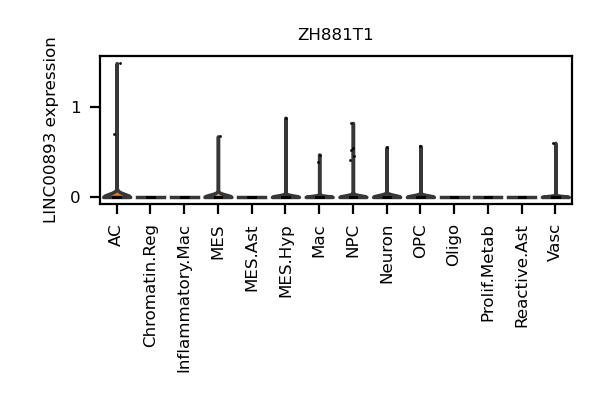 ZH881T1
LINC00893 expression
1
0
AC
Chromatin.Reg
Inflammatory.Mac
MES
MES.Ast
MES.Hyp
Mac
NPC
Neuron
OPC
Oligo
Prolif.Metab
Reactive.Ast
Vasc